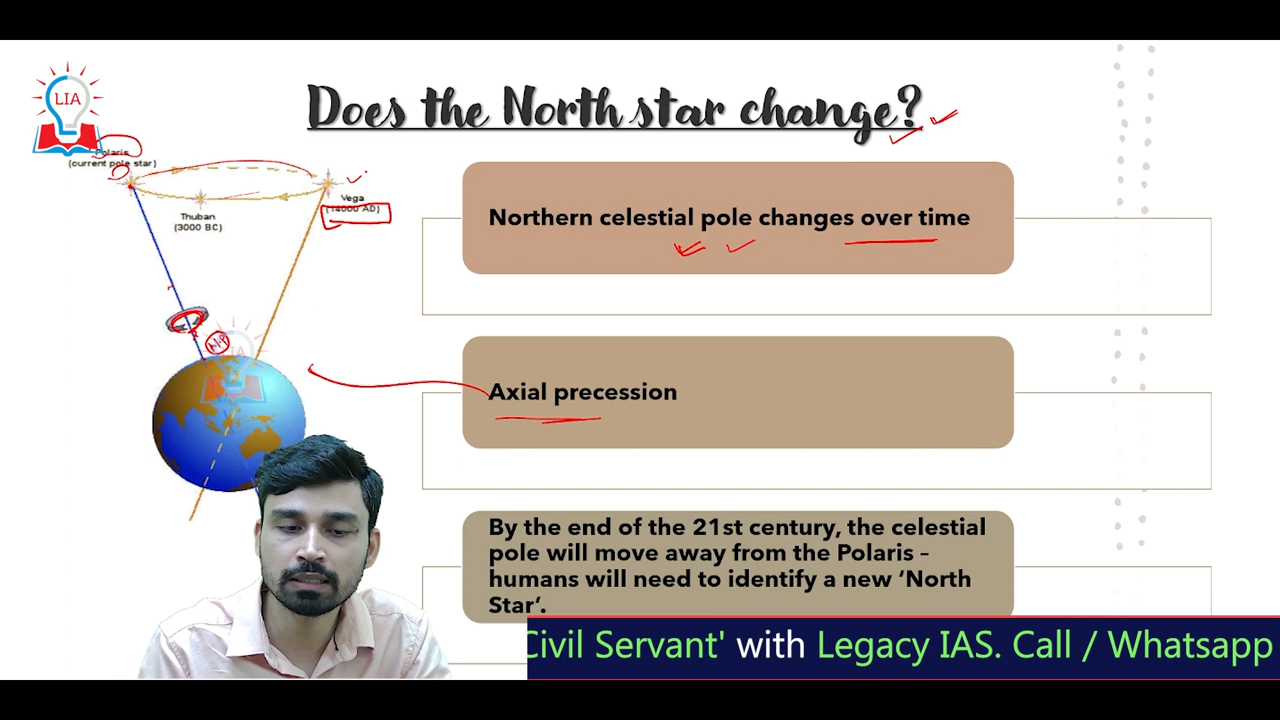 LIA
Does the North star change?
Polaris
(current pole star)
Vega
(14000 AD)
Thuban
(3000 BC)
N.P
Northern celestial pole changes over time
Axial precession
By the end of the 21st century, the celestial
pole will move away from the Polaris –
humans will need to identify a new ‘North
Star’.
Civil Servant' with Legacy IAS. Call / Whatsapp